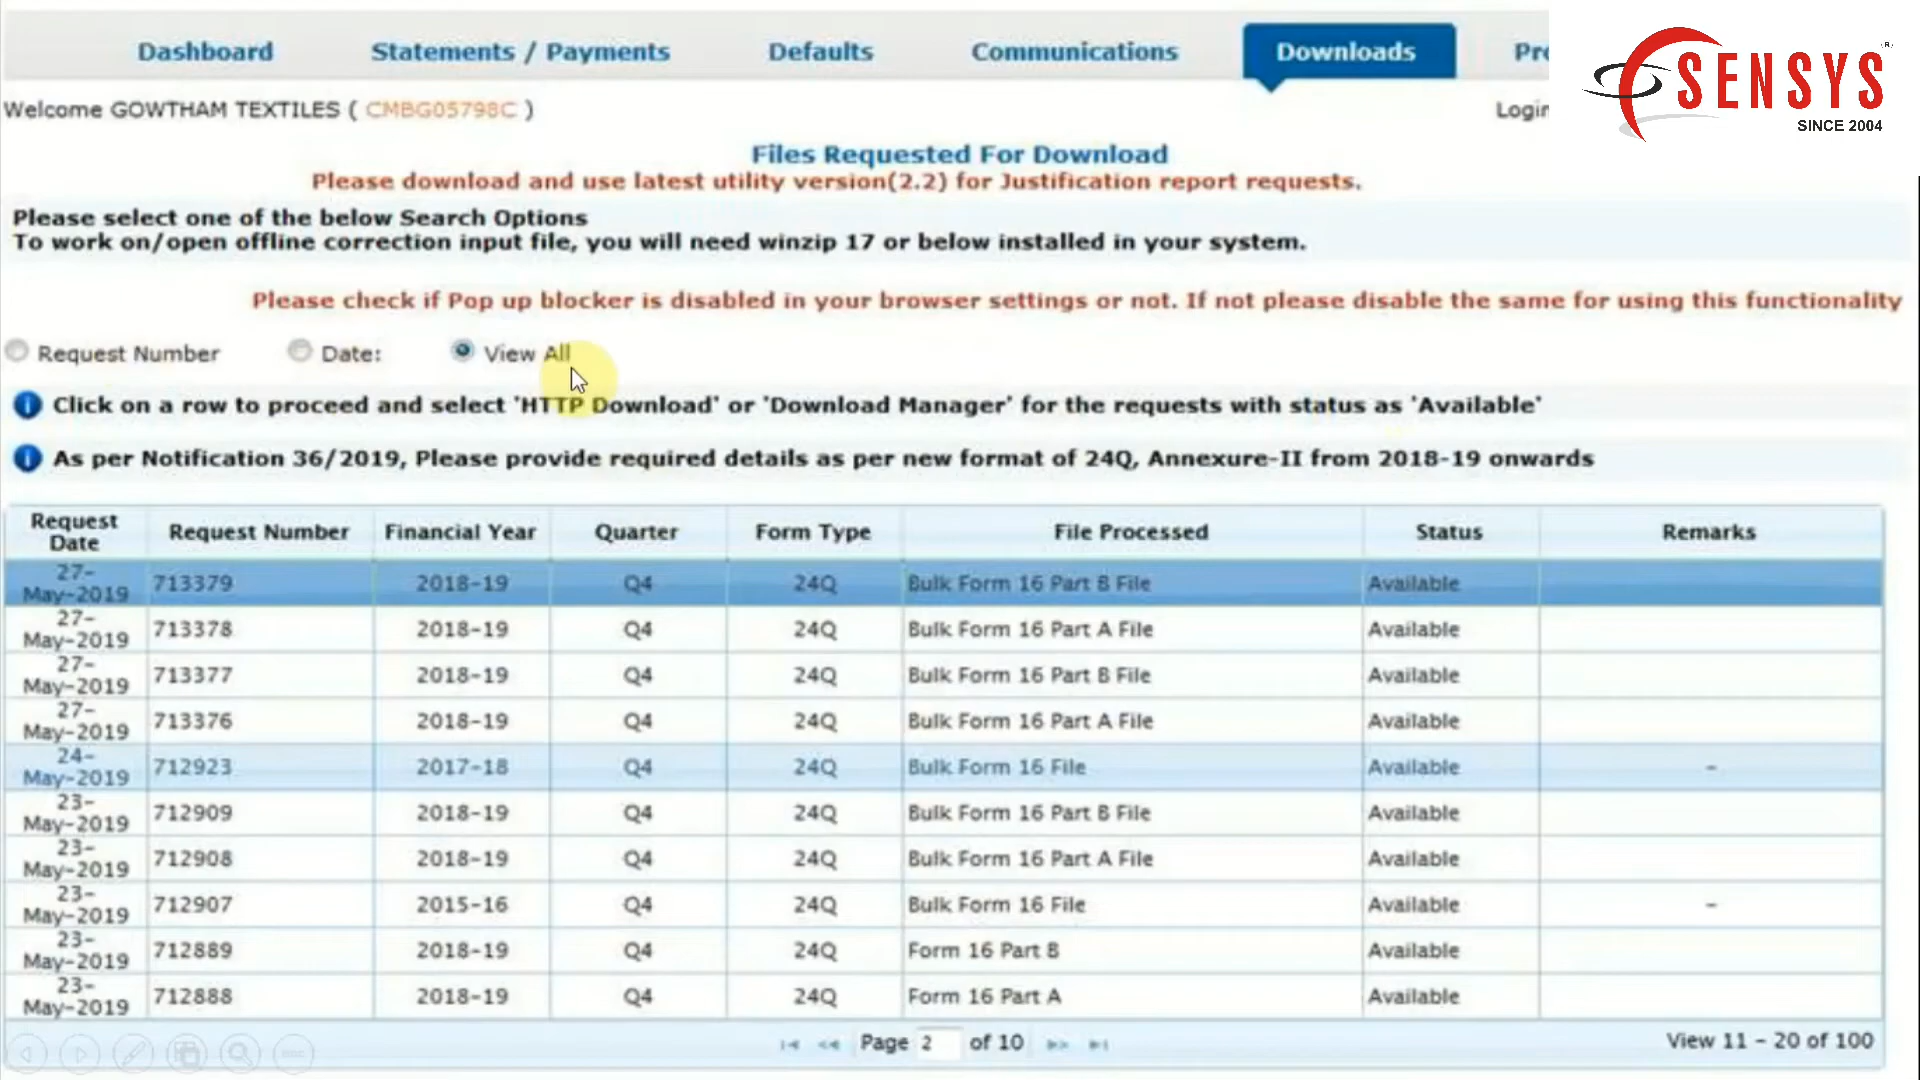 Dashboard Statements / Payments Defaults Communications Downloads
SENSYS
SINCE 2004
Welcome GOWTHAM TEXTILES ( CMBG05798C )
Files Requested For Download
Please download and use latest utility version(2.2) for Justification report requests.
Please select one of the below Search Options
To work on/open offline correction input file, you will need winzip 17 or below installed in your system.
Please check if Pop up blocker is disabled in your browser settings or not. If not please disable the same for using this functionality
Request Number Date: View All
Click on a row to proceed and select 'HTTP Download' or 'Download Manager' for the requests with status as 'Available'
As per Notification 36/2019, Please provide required details as per new format of 24Q, Annexure-II from 2018-19 onwards
Request Date Request Number Financial Year Quarter Form Type File Processed Status Remarks
27-May-2019 713379 2018-19 Q4 24Q Bulk Form 16 Part B File Available
27-May-2019 713378 2018-19 Q4 24Q Bulk Form 16 Part A File Available
27-May-2019 713377 2018-19 Q4 24Q Bulk Form 16 Part B File Available
27-May-2019 713376 2018-19 Q4 24Q Bulk Form 16 Part A File Available
24-May-2019 712923 2017-18 Q4 24Q Bulk Form 16 File Available -
23-May-2019 712909 2018-19 Q4 24Q Bulk Form 16 Part B File Available
23-May-2019 712908 2018-19 Q4 24Q Bulk Form 16 Part A File Available
23-May-2019 712907 2015-16 Q4 24Q Bulk Form 16 File Available -
23-May-2019 712889 2018-19 Q4 24Q Form 16 Part B Available
23-May-2019 712888 2018-19 Q4 24Q Form 16 Part A Available
Page 2 of 10 View 11 - 20 of 100